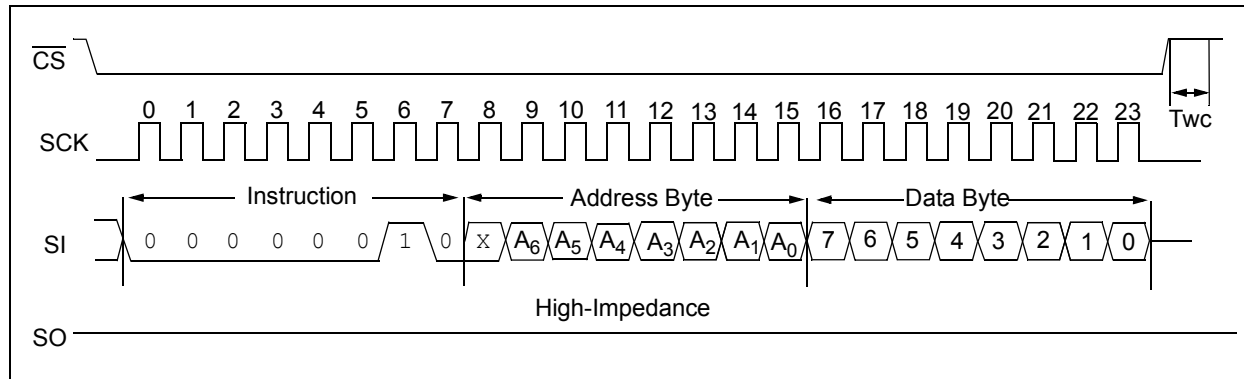 CS
0 1 2 3 4 5 6 7 8 9 10 11 12 13 14 15 16 17 18 19 20 21 22 23
Twc
SCK
Instruction Address Byte Data Byte
SI 0 0 0 0 0 0 1 0 X A6 A5 A4 A3 A2 A1 A0 7 6 5 4 3 2 1 0
High-Impedance
SO